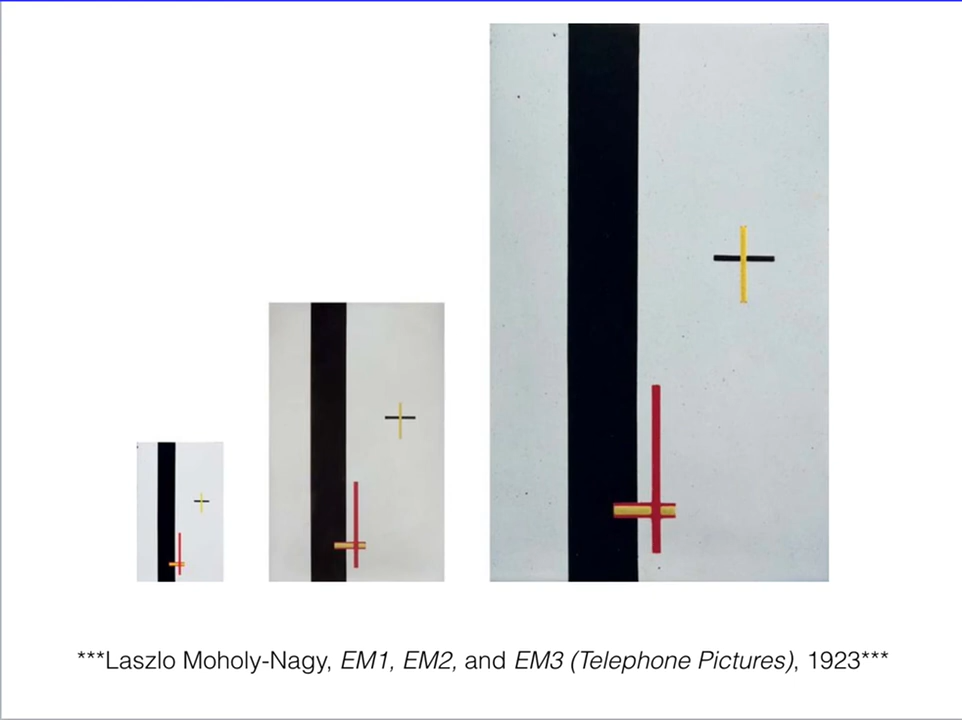 ***Laszlo Moholy-Nagy, EM1, EM2, and EM3 (Telephone Pictures), 1923***